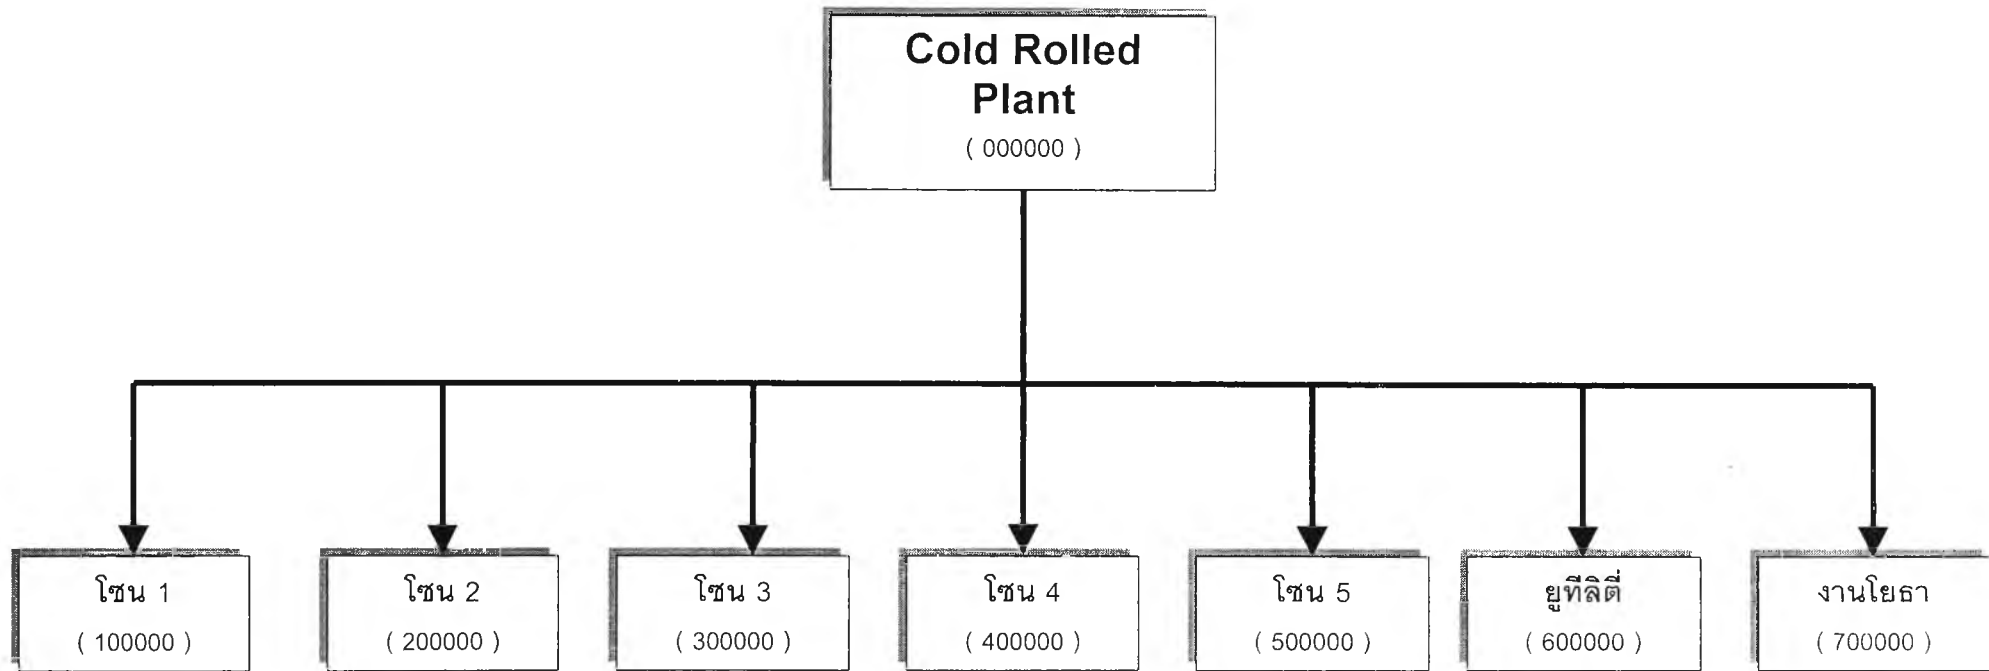 Cold Rolled
Plant
( 000000 )
โซน 1
( 100000 )
โซน 2
( 200000 )
โซน 3
( 300000 )
โซน 4
( 400000 )
โซน 5
( 500000 )
ยูทีลิตี่
( 600000 )
งานโยธา
( 700000 )